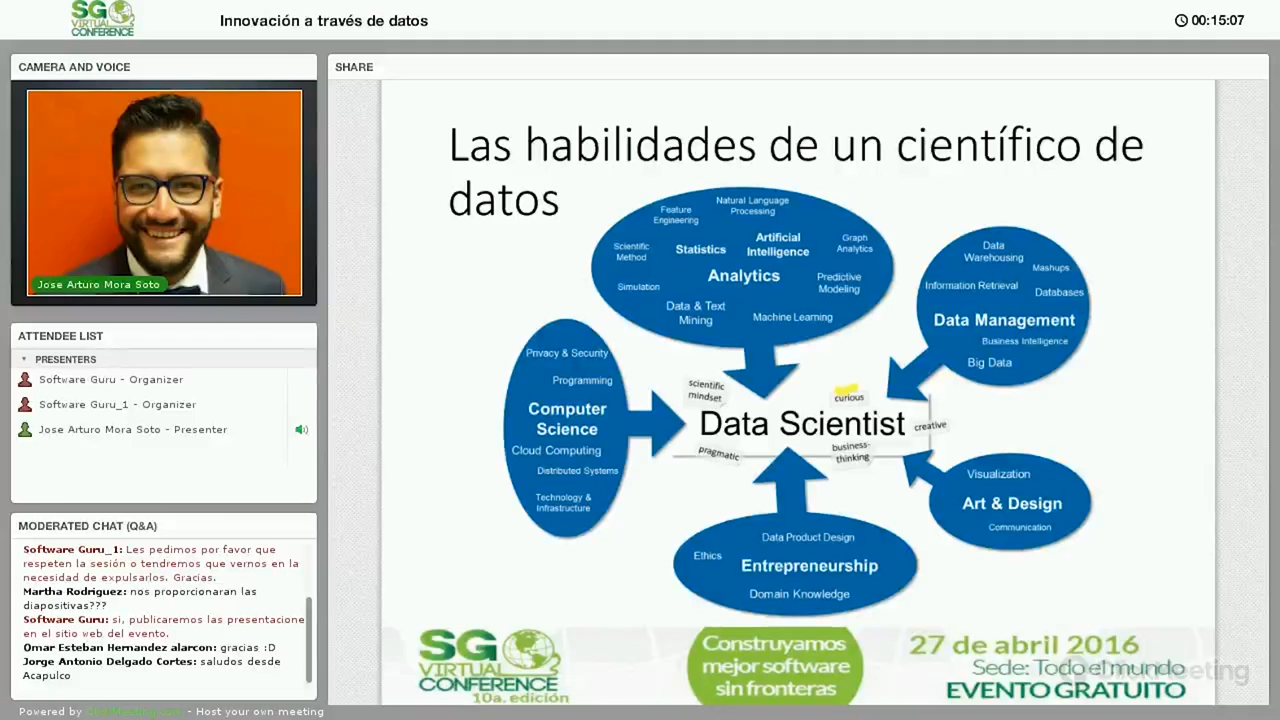 SG
VIRTUAL
CONFERENCE
Innovación a través de datos
00:15:07
CAMERA AND VOICE
Jose Arturo Mora Soto
ATTENDEE LIST
PRESENTERS
Software Guru - Organizer
Software Guru_1 - Organizer
Jose Arturo Mora Soto - Presenter
MODERATED CHAT (Q&A)
Software Guru_1: Les pedimos por favor que
respeten la sesión o tendremos que vernos en la
necesidad de expulsarlos. Gracias.
Martha Rodriguez: nos proporcionaran las
diapositivas???
Software Guru: si, publicaremos las presentacione
en el sitio web del evento.
Omar Esteban Hernandez alarcon: gracias :D
Jorge Antonio Delgado Cortes: saludos desde
Acapulco
Powered by ClickMeeting.com - Host your own meeting
SHARE
Las habilidades de un científico de
datos
Natural Language
Processing
Feature
Engineering
Scientific
Method
Statistics
Artificial
Intelligence
Graph
Analytics
Analytics
Simulation
Predictive
Modeling
Data & Text
Mining
Machine Learning
Data
Warehousing
Mashups
Information Retrieval
Databases
Data Management
Business Intelligence
Big Data
Privacy & Security
Programming
Computer
Science
Cloud Computing
Distributed Systems
Technology &
Infrastructure
scientific
mindset
curious
Data Scientist
creative
pragmatic
business-
thinking
Visualization
Art & Design
Communication
Data Product Design
Ethics
Entrepreneurship
Domain Knowledge
SG
VIRTUAL
CONFERENCE
10a. edición
Construyamos
mejor software
sin fronteras
27 de abril 2016
Sede: Todo el mundo
EVENTO GRATUITO
ClickMeeting